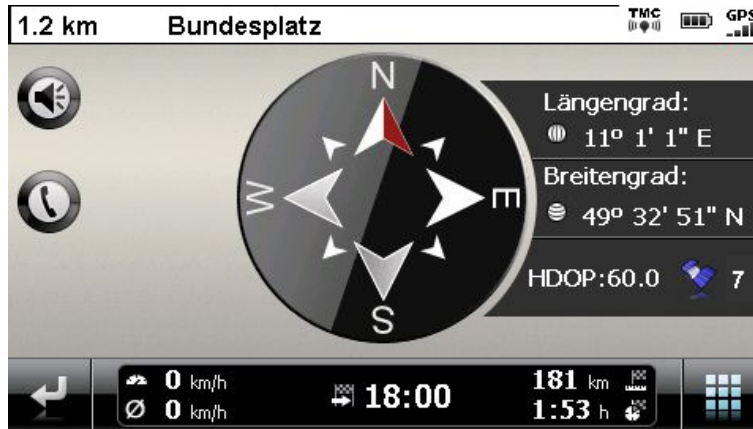 1.2 km Bundesplatz TMC GPS
N
W
E
S
Längengrad:
11º 1' 1" E
Breitengrad:
49º 32' 51" N
HDOP:60.0 7
0 km/h
Ø 0 km/h
18:00
181 km
1:53 h